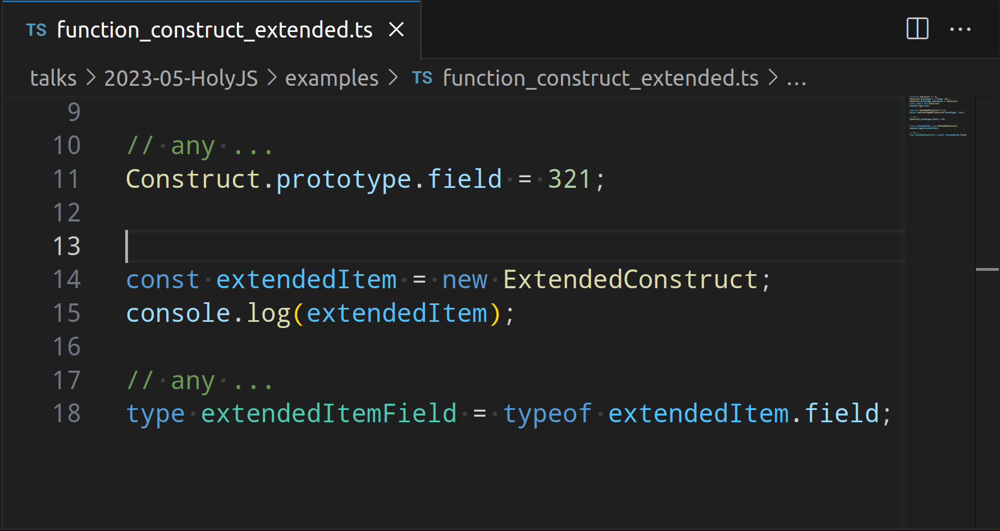 TS function_construct_extended.ts
talks > 2023-05-HolyJS > examples > TS function_construct_extended.ts > ...
9
10 // any ...
11 Construct.prototype.field = 321;
12
13
14 const extendedItem = new ExtendedConstruct;
15 console.log(extendedItem);
16
17 // any ...
18 type extendedItemField = typeof extendedItem.field;